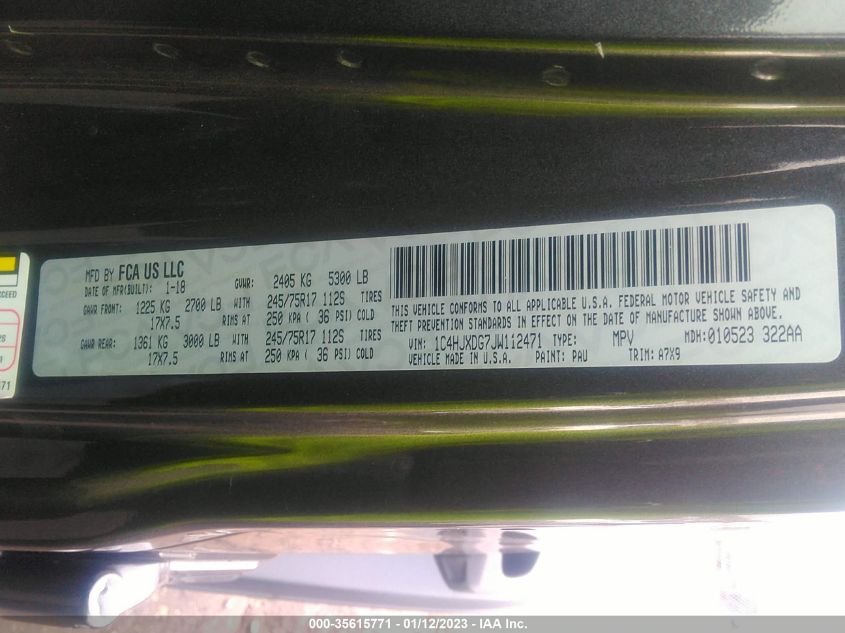 MFD BY FCA US LLC
DATE OF MFR(BUILT): 1-18
GVWR: 2405 KG 5300 LB
GAWR FRONT: 1225 KG 2700 LB WITH 245/75R17 112S TIRES
17X7.5 RIMS AT 250 KPA ( 36 PSI) COLD
GAWR REAR: 1361 KG 3000 LB WITH 245/75R17 112S TIRES
17X7.5 RIMS AT 250 KPA ( 36 PSI) COLD
THIS VEHICLE CONFORMS TO ALL APPLICABLE U.S.A. FEDERAL MOTOR VEHICLE SAFETY AND
THEFT PREVENTION STANDARDS IN EFFECT ON THE DATE OF MANUFACTURE SHOWN ABOVE.
VIN: 1C4HJXDG7JW112471 TYPE: MPV MDH: 010523 322AA
VEHICLE MADE IN U.S.A. PAINT: PAU TRIM: A7X9
000-35615771 - 01/12/2023 - IAA Inc.